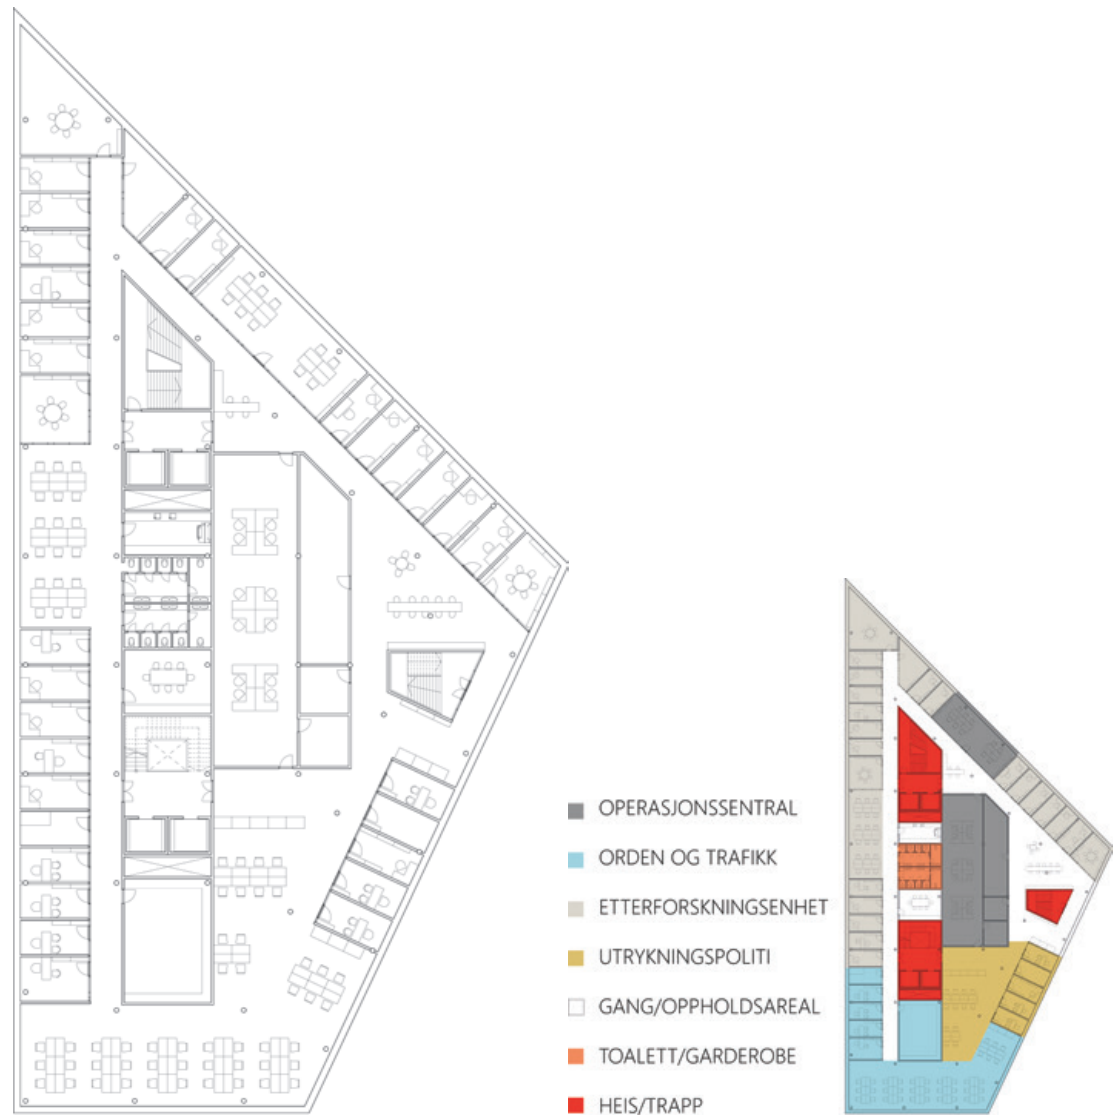 OPERASJONSSENTRAL
ORDEN OG TRAFIKK
ETTERFORSKNINGSENHET
UTRYKNINGSPOLITI
GANG/OPPHOLDSAREAL
TOALETT/GARDEROBE
HEIS/TRAPP